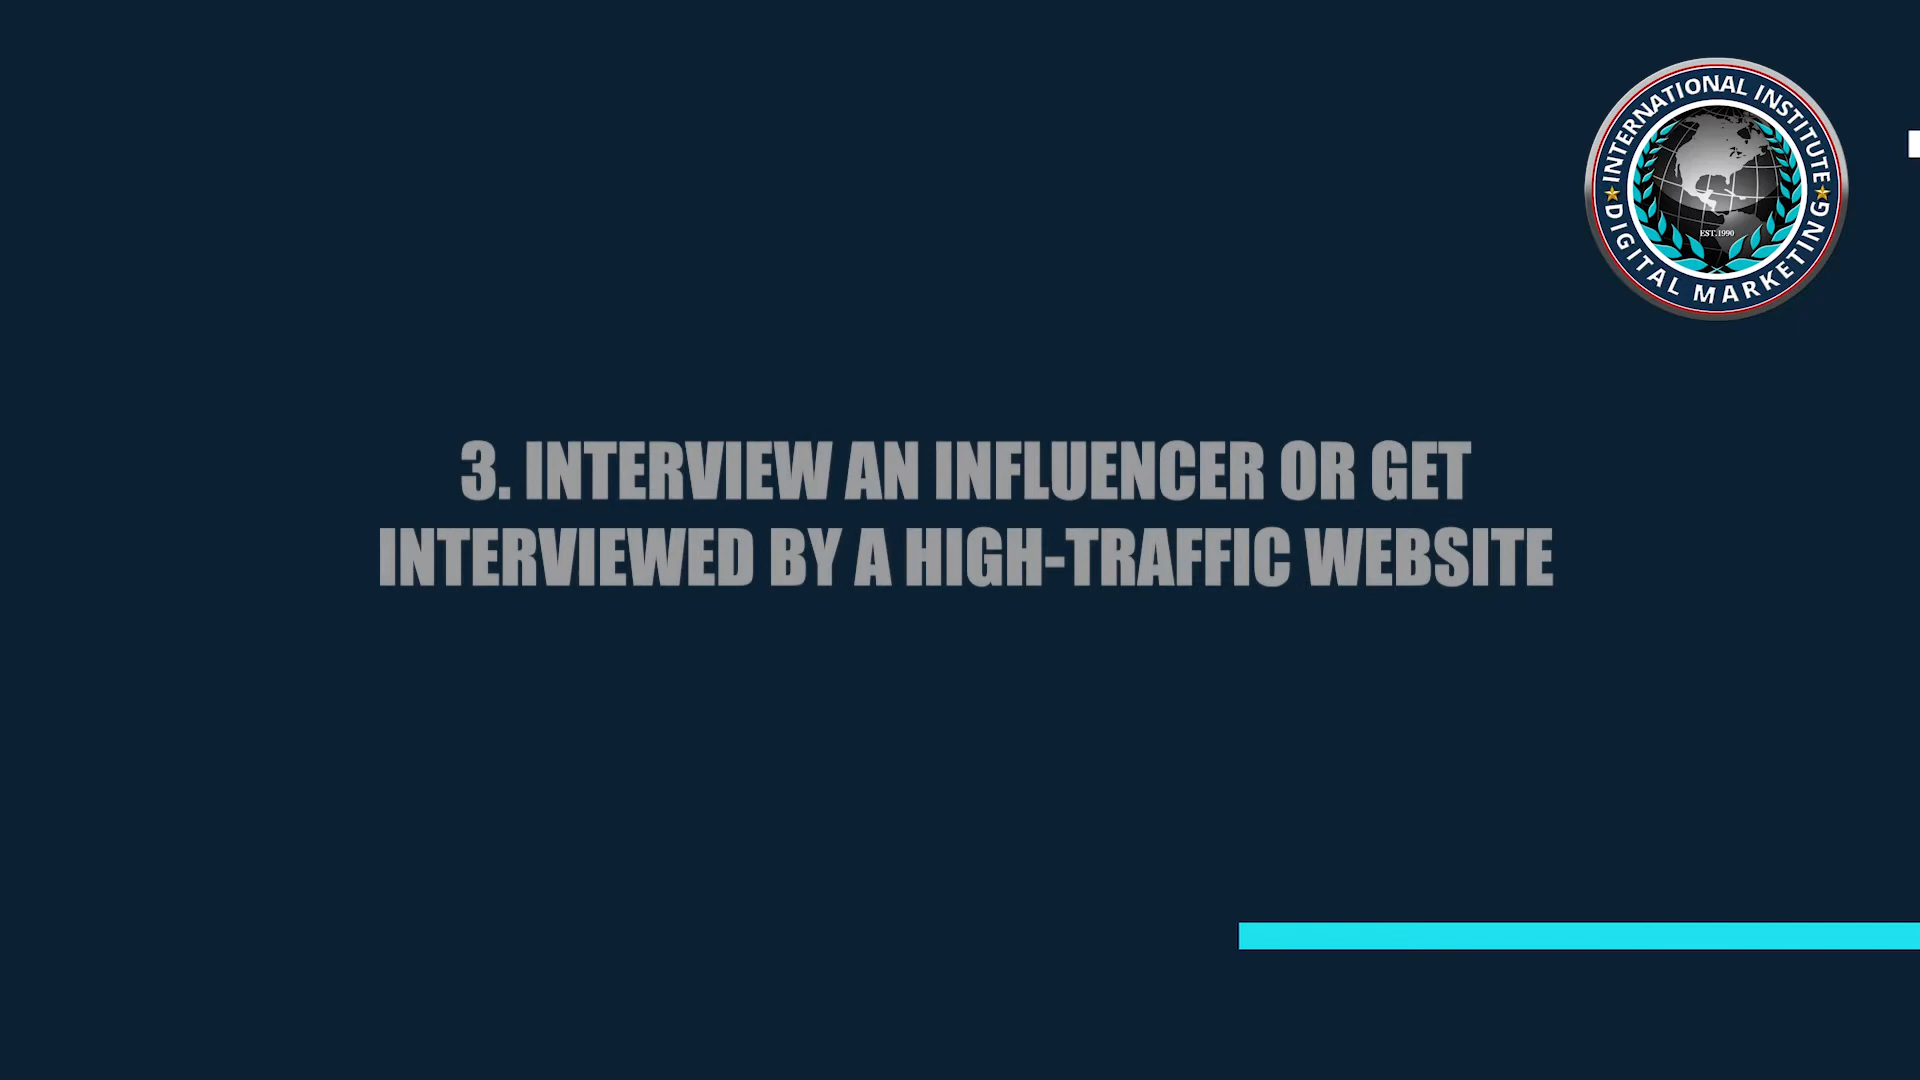 INTERNATIONAL INSTITUTE
EST.1990
DIGITAL MARKETING
3. INTERVIEW AN INFLUENCER OR GET
INTERVIEWED BY A HIGH-TRAFFIC WEBSITE